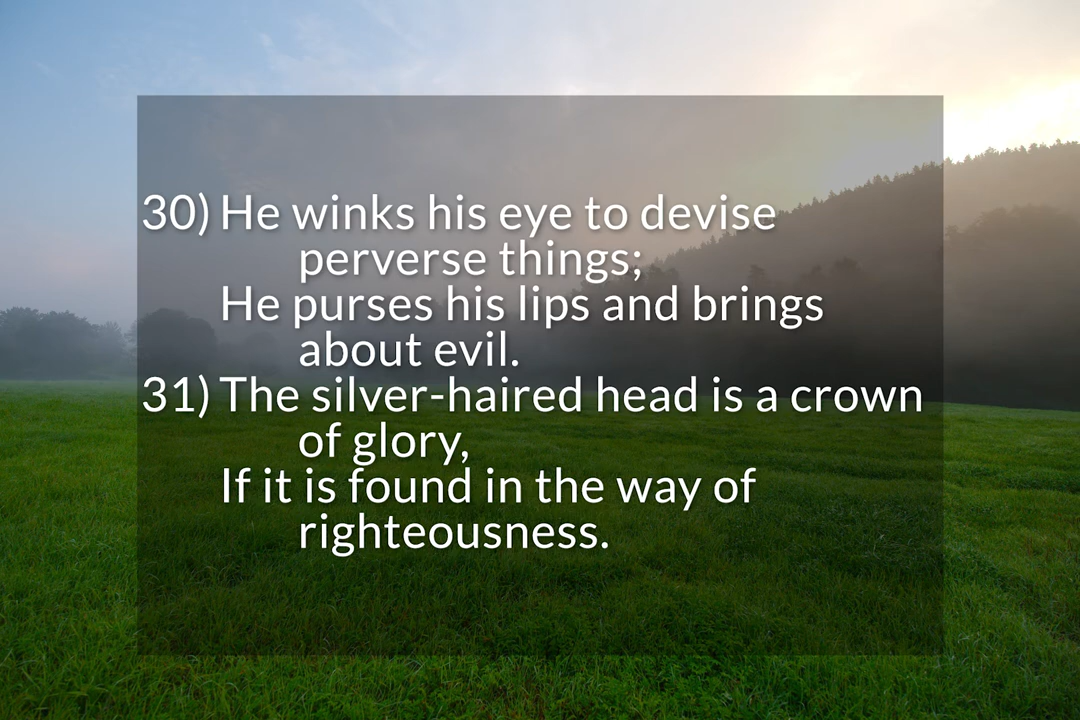 30) He winks his eye to devise
perverse things;
He purses his lips and brings
about evil.
31) The silver-haired head is a crown
of glory,
If it is found in the way of
righteousness.